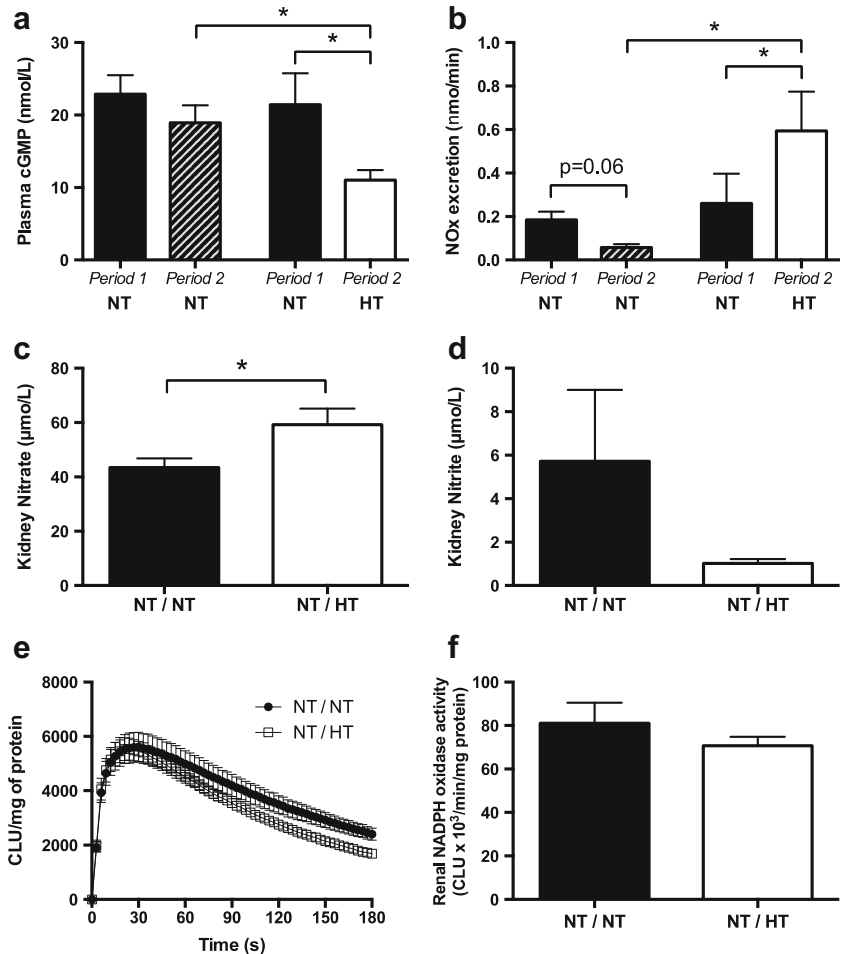 a
Plasma cGMP (nmol/L)
30
20
10
0
*
*
Period 1 Period 2 Period 1 Period 2
NT NT NT HT
b
NOx excretion (nmo/min)
1.0
0.8
0.6
0.4
0.2
0.0
*
*
p=0.06
Period 1 Period 2 Period 1 Period 2
NT NT NT HT
c
Kidney Nitrate (µmo/L)
80
60
40
20
0
*
NT / NT NT / HT
d
Kidney Nitrite (µmo/L)
10
8
6
4
2
0
NT / NT NT / HT
e
CLU/mg of protein
8000
6000
4000
2000
0
NT / NT
NT / HT
0 30 60 90 120 150 180
Time (s)
f
Renal NADPH oxidase activity
(CLU x 10³/min/mg protein)
100
80
60
40
20
0
NT / NT NT / HT